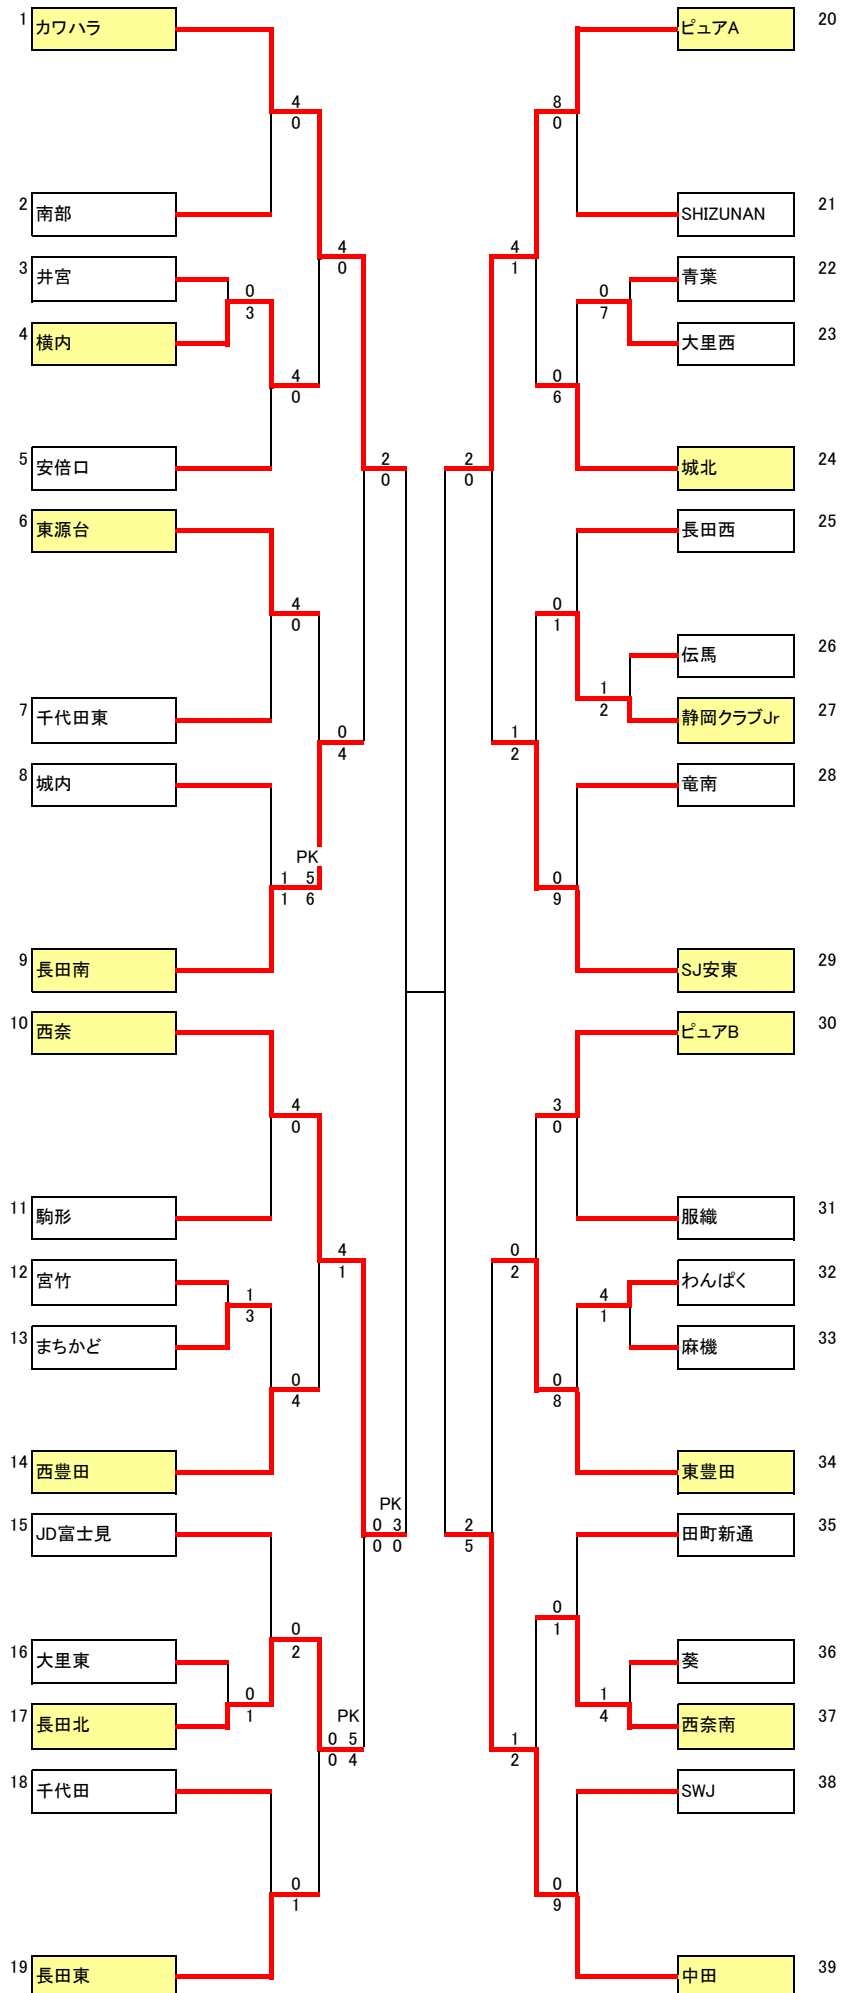 1 カワハラ
4
0
2 南部
4
0
3 井宮
0
3
4 横内
4
0
5 安倍口
2
0
6 東源台
4
0
7 千代田東
0
4
8 城内
PK
1 5
1 6
9 長田南
10 西奈
4
0
11 駒形
4
1
12 宮竹
1
3
13 まちかど
0
4
14 西豊田
PK
0 3
0 0
15 JD富士見
0
2
16 大里東
0
1
17 長田北
PK
0 5
0 4
18 千代田
0
1
19 長田東
ピュアA 20
8
0
SHIZUNAN 21
4
1
青葉 22
0
7
大里西 23
0
6
城北 24
2
0
長田西 25
0
1
伝馬 26
1
2
静岡クラブJr 27
1
2
竜南 28
0
9
SJ安東 29
ピュアB 30
3
0
服織 31
0
2
わんぱく 32
4
1
麻機 33
0
8
東豊田 34
2
5
田町新通 35
0
1
葵 36
1
4
西奈南 37
1
2
SWJ 38
0
9
中田 39